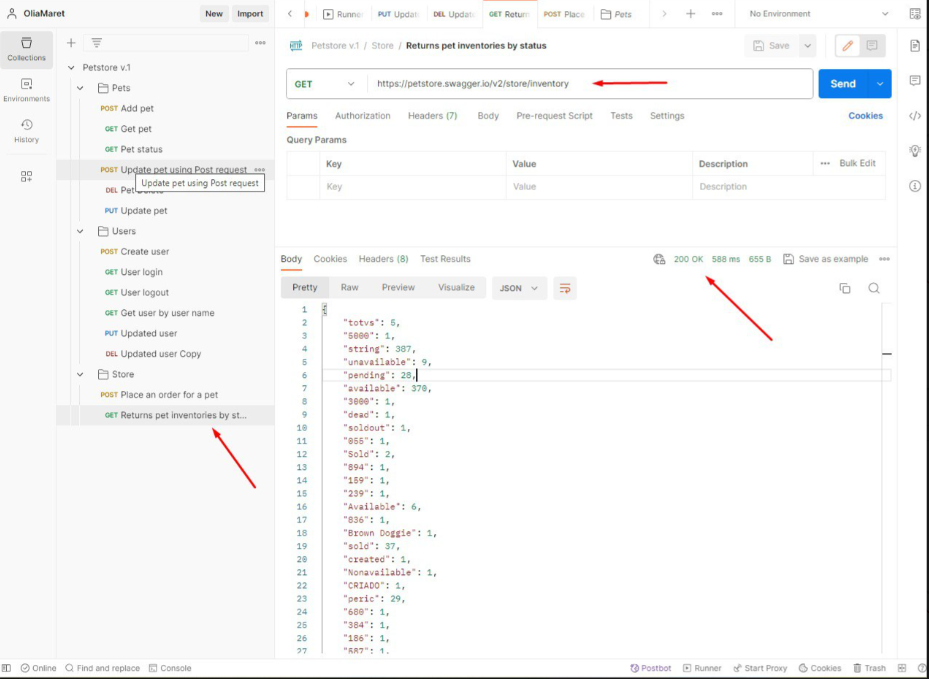 OliaMaret
New
Import
Runner
PUT Updat
DEL Updat
GET Return
POST Place
Pets
No Environment
Collections
Environments
History
Petstore v.1
Pets
POST Add pet
GET Get pet
GET Pet status
POST Update pet using Post request
Update pet using Post request
DEL Pet Delete
PUT Update pet
Users
POST Create user
GET User login
GET User logout
GET Get user by user name
PUT Updated user
DEL Updated user Copy
Store
POST Place an order for a pet
GET Returns pet inventories by st...
HTTP Petstore v.1 / Store / Returns pet inventories by status
Save
GET https://petstore.swagger.io/v2/store/inventory
Send
Params Authorization Headers (7) Body Pre-request Script Tests Settings Cookies
Query Params
Key Value Description Bulk Edit
Key Value Description
Body Cookies Headers (8) Test Results
200 OK 588 ms 655 B Save as example
Pretty Raw Preview Visualize JSON
1 {
2 "totvs": 5,
3 "5000": 1,
4 "string": 387,
5 "unavailable": 9,
6 "pending": 28,
7 "available": 370,
8 "3000": 1,
9 "dead": 1,
10 "soldout": 1,
11 "055": 1,
12 "Sold": 2,
13 "894": 1,
14 "159": 1,
15 "239": 1,
16 "Available": 6,
17 "836": 1,
18 "Brown Doggie": 1,
19 "sold": 37,
20 "created": 1,
21 "Nonavailable": 1,
22 "CRIADO": 1,
23 "peric": 29,
24 "680": 1,
25 "384": 1,
26 "186": 1,
27 "587": 1,
Online
Find and replace
Console
Postbot
Runner
Start Proxy
Cookies
Trash